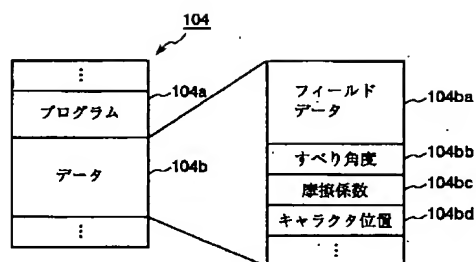 104
⋮
プログラム
104a
データ
104b
⋮
フィールド
データ
104ba
すべり角度
104bb
摩擦係数
104bc
キャラクタ位置
104bd
⋮